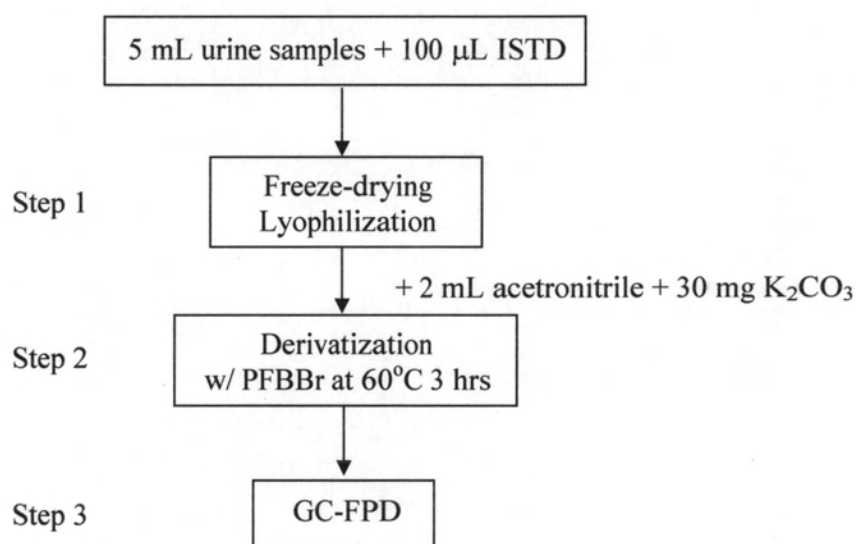 5 mL urine samples + 100 μL ISTD
Step 1
Freeze-drying
Lyophilization
+ 2 mL acetronitrile + 30 mg K₂CO₃
Step 2
Derivatization
w/ PFBBr at 60°C 3 hrs
Step 3
GC-FPD